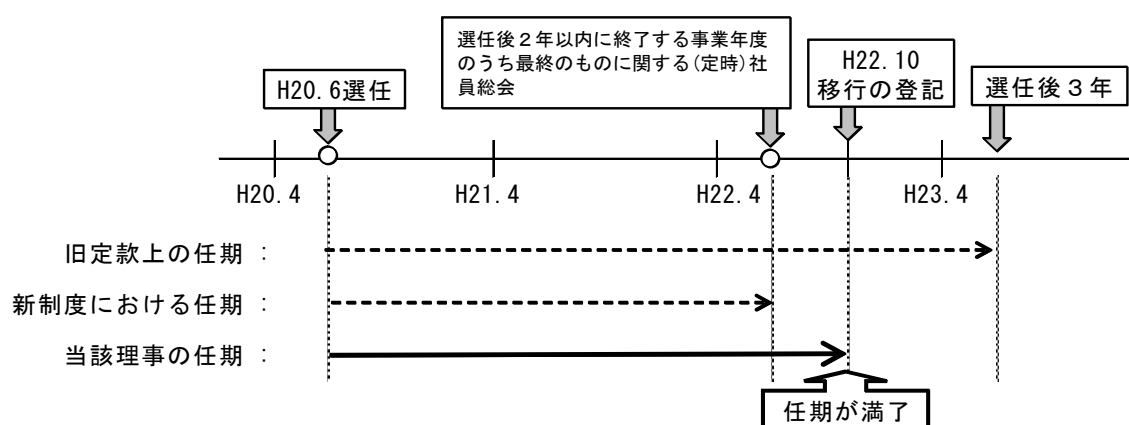 選任後２年以内に終了する事業年度
のうち最終のものに関する(定時)社
員総会
H20.6選任
H22.10
移行の登記
選任後３年
H20.4
H21.4
H22.4
H23.4
旧定款上の任期：
新制度における任期：
当該理事の任期：
任期が満了